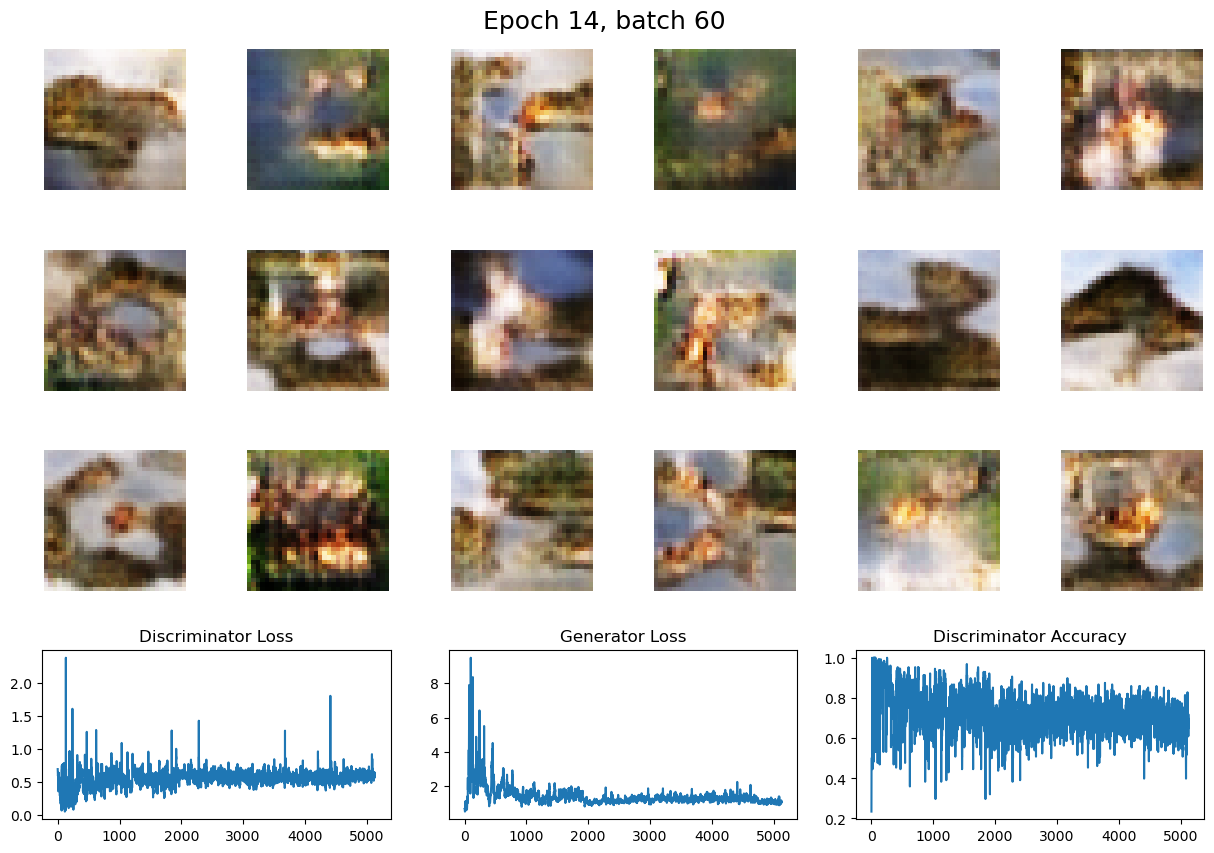 Epoch 14, batch 60
Discriminator Loss
Generator Loss
Discriminator Accuracy
2.0
1.5
1.0
0.5
0.0
0 1000 2000 3000 4000 5000
8
6
4
2
0 1000 2000 3000 4000 5000
1.0
0.8
0.6
0.4
0.2
0 1000 2000 3000 4000 5000